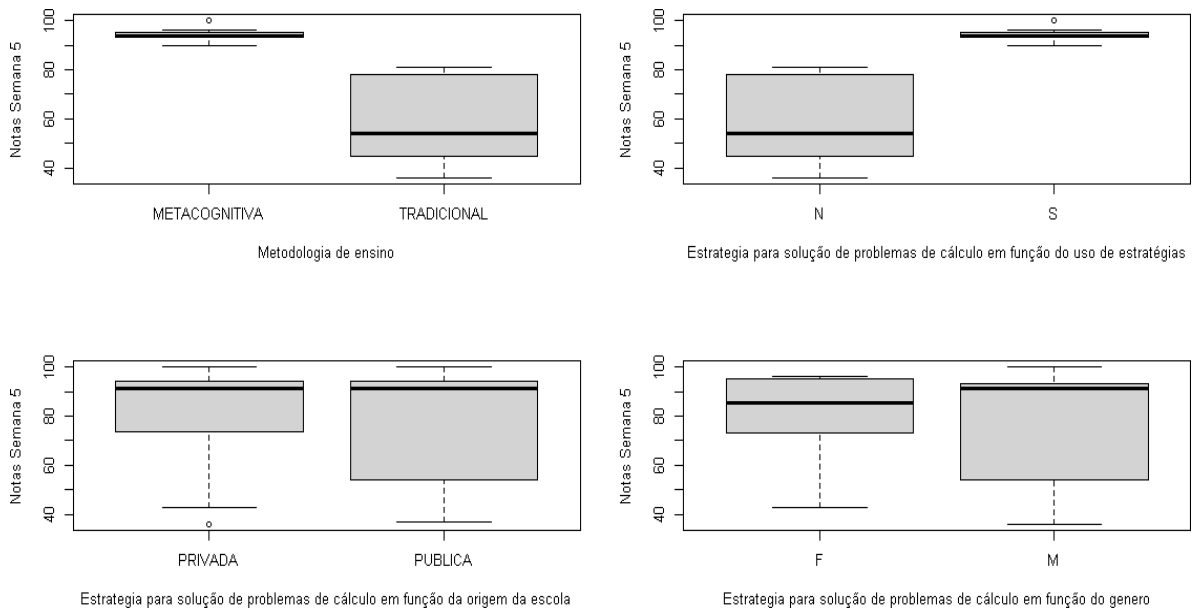 Notas Semana 5
100
80
60
40
METACOGNITIVA
TRADICIONAL
Metodologia de ensino
Notas Semana 5
100
80
60
40
N
S
Estrategia para solução de problemas de cálculo em função do uso de estratégias
Notas Semana 5
100
80
60
40
PRIVADA
PUBLICA
Estrategia para solução de problemas de cálculo em função da origem da escola
Notas Semana 5
100
80
60
40
F
M
Estrategia para solução de problemas de cálculo em função do genero